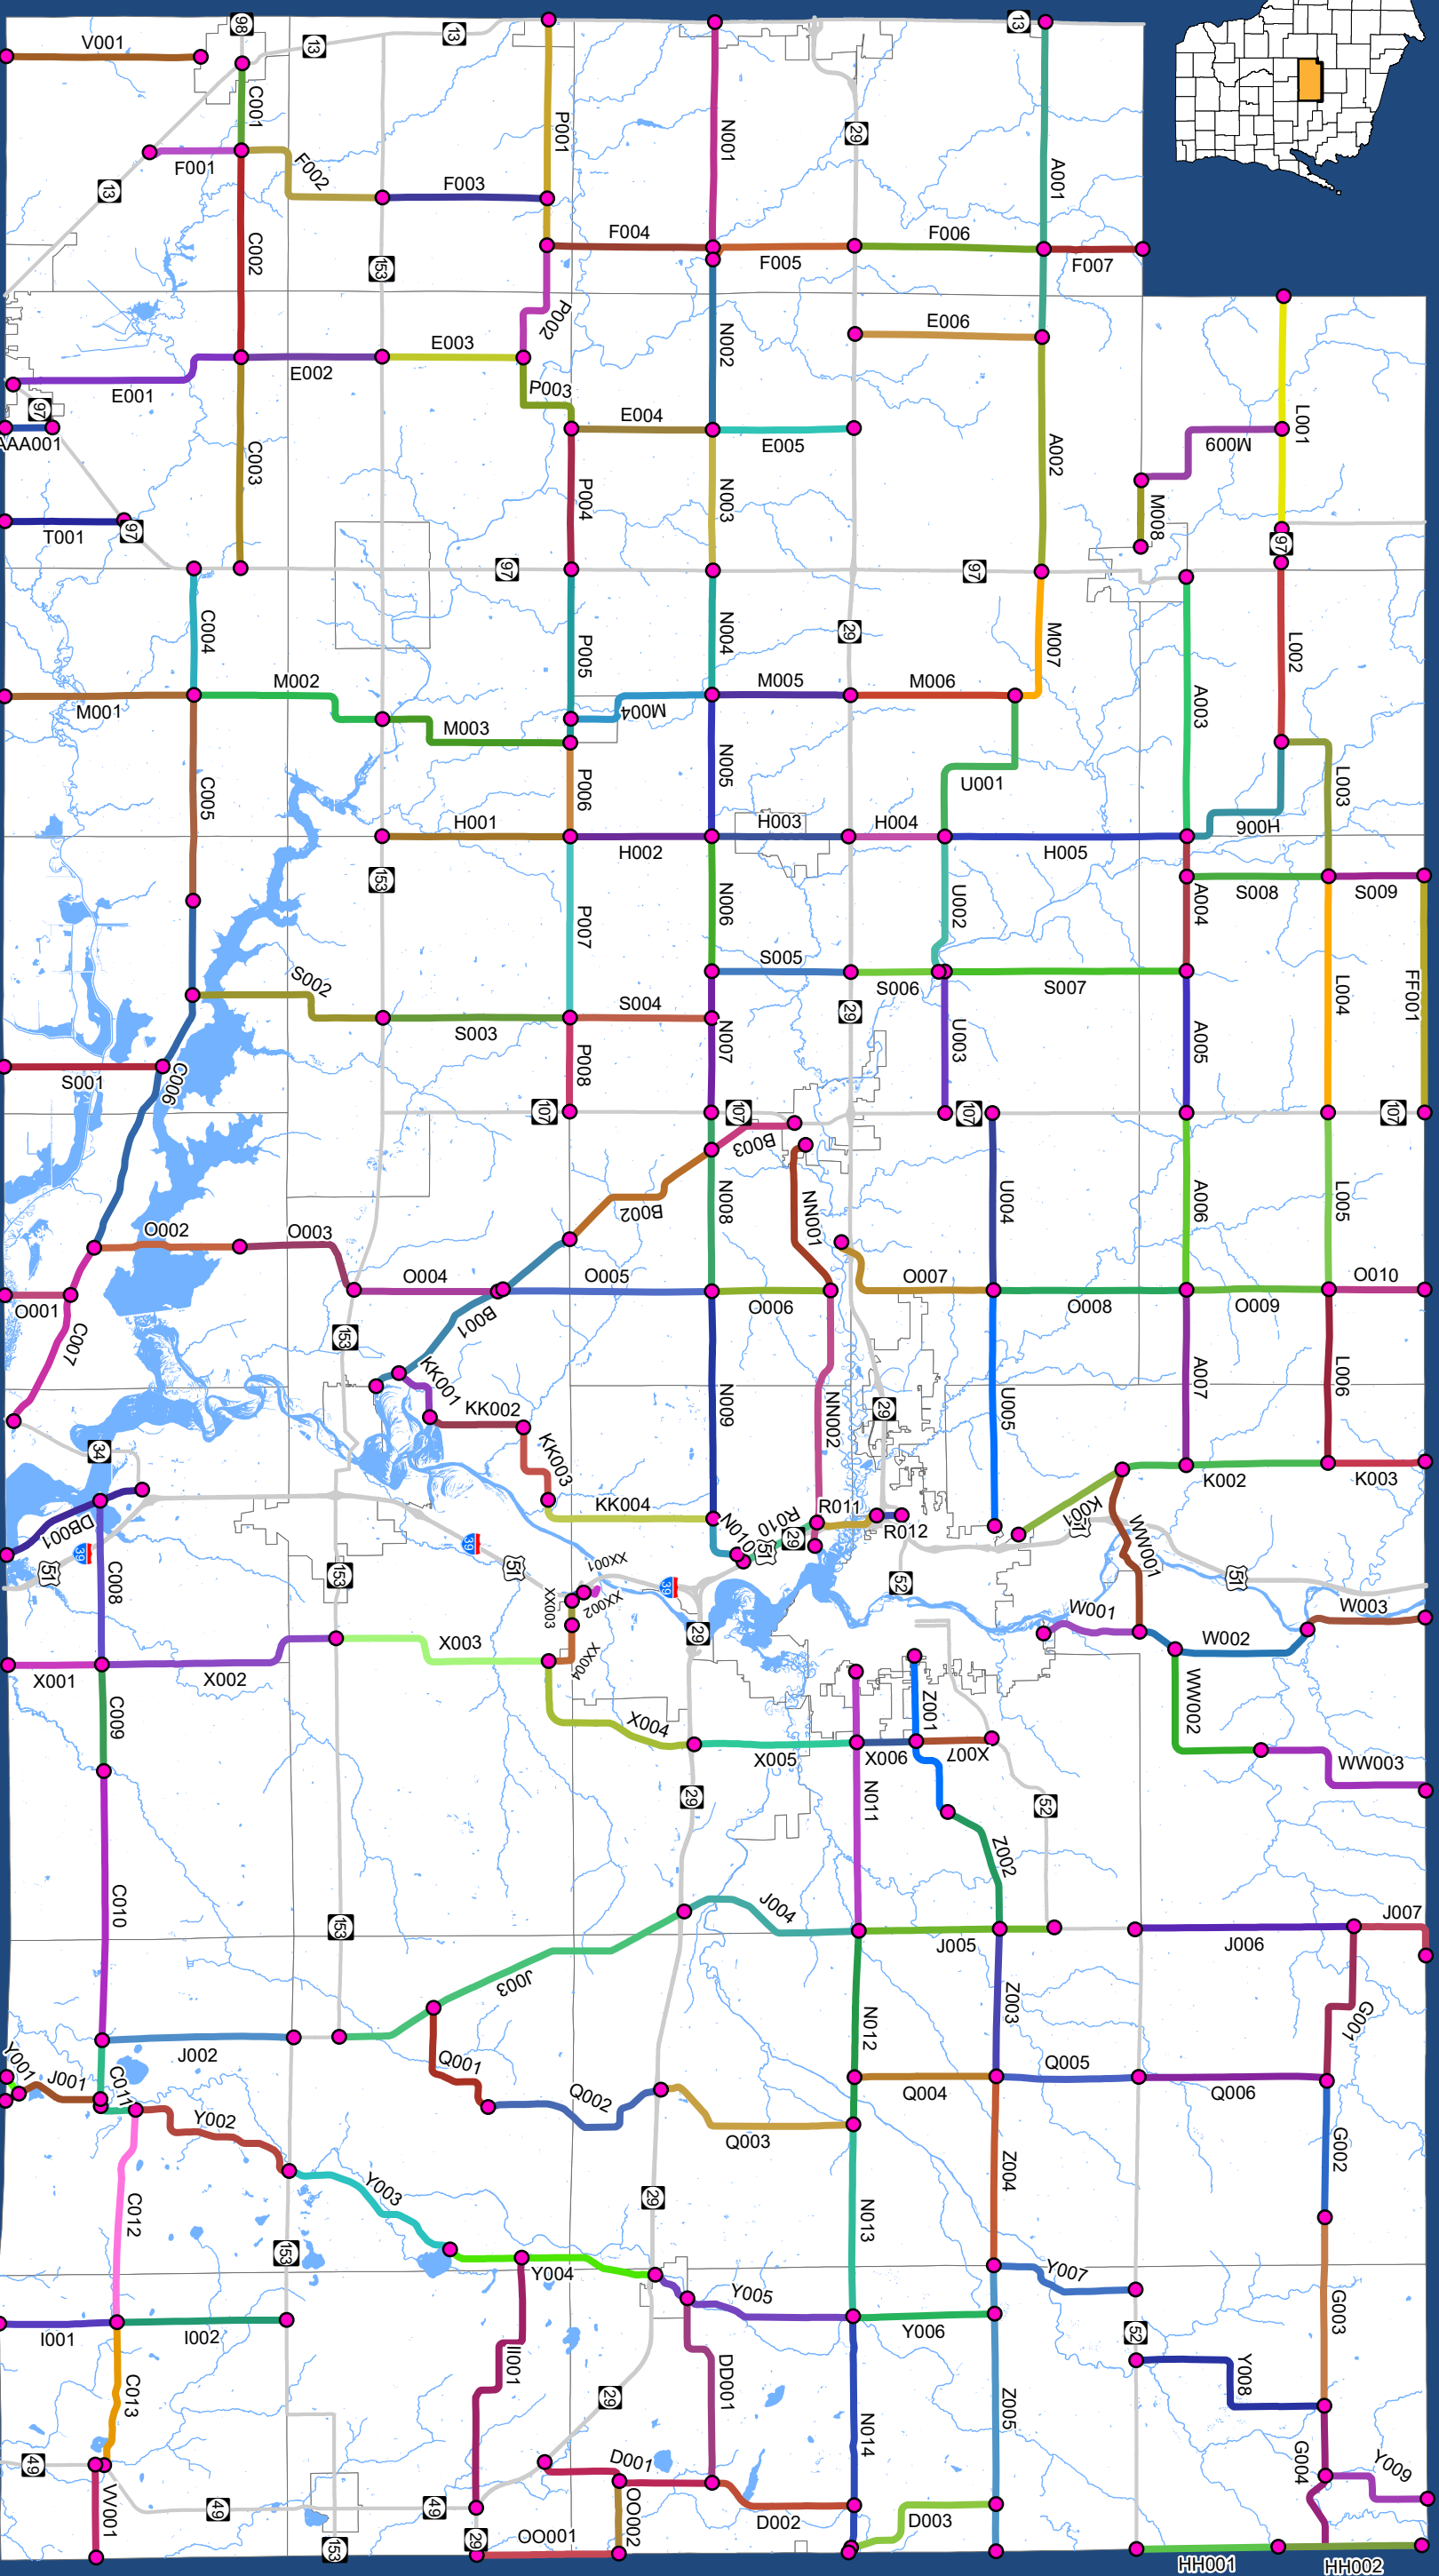 V001
98
13
13
13
C001
P001
N001
29
F001
F002
F003
A001
13
F004
F005
F006
F007
C002
153
P002
E001
E002
E003
N002
E006
97
P003
E004
E005
L001
AAA001
C003
A002
M009
T001
97
P004
N003
M008
97
97
97
C004
P005
N004
29
M007
L002
M001
M002
M003
M004
M005
M006
A003
C005
P006
N005
U001
L003
H001
H002
H003
H004
H005
H006
153
P007
N006
U002
A004
S008
S009
S002
S003
S004
S005
S006
S007
L004
FF001
S001
C006
P008
N007
29
U003
A005
107
107
107
107
B003
B002
N008
NN001
U004
A006
L005
O002
O003
O001
O004
O005
O006
O007
O008
O009
O010
C007
153
B001
KK001
KK002
N009
NN002
29
U005
A007
L006
34
KK003
KK004
R011
R012
K002
K003
DB001
39
51
C008
153
39
51
N010
R010
29
51
K001
51
WW001
51
XX001
XX002
XX003
XX004
39
29
52
W001
W002
W003
X001
X002
X003
C009
X004
X005
X006
X007
Z001
WW002
WW003
N011
29
52
C010
153
Z002
J004
J005
J006
J007
J003
N012
Z003
G001
Y001
J001
J002
C011
Q001
Q002
Q003
Q004
Q005
Q006
Y002
Y003
C012
153
29
N013
Z004
G002
Y004
Y005
Y006
Y007
I001
I002
52
G003
C013
II001
DD001
29
Z005
Y008
N014
49
VV001
49
49
D001
D002
D003
G004
Y009
153
29
OO001
OO002
HH001
HH002